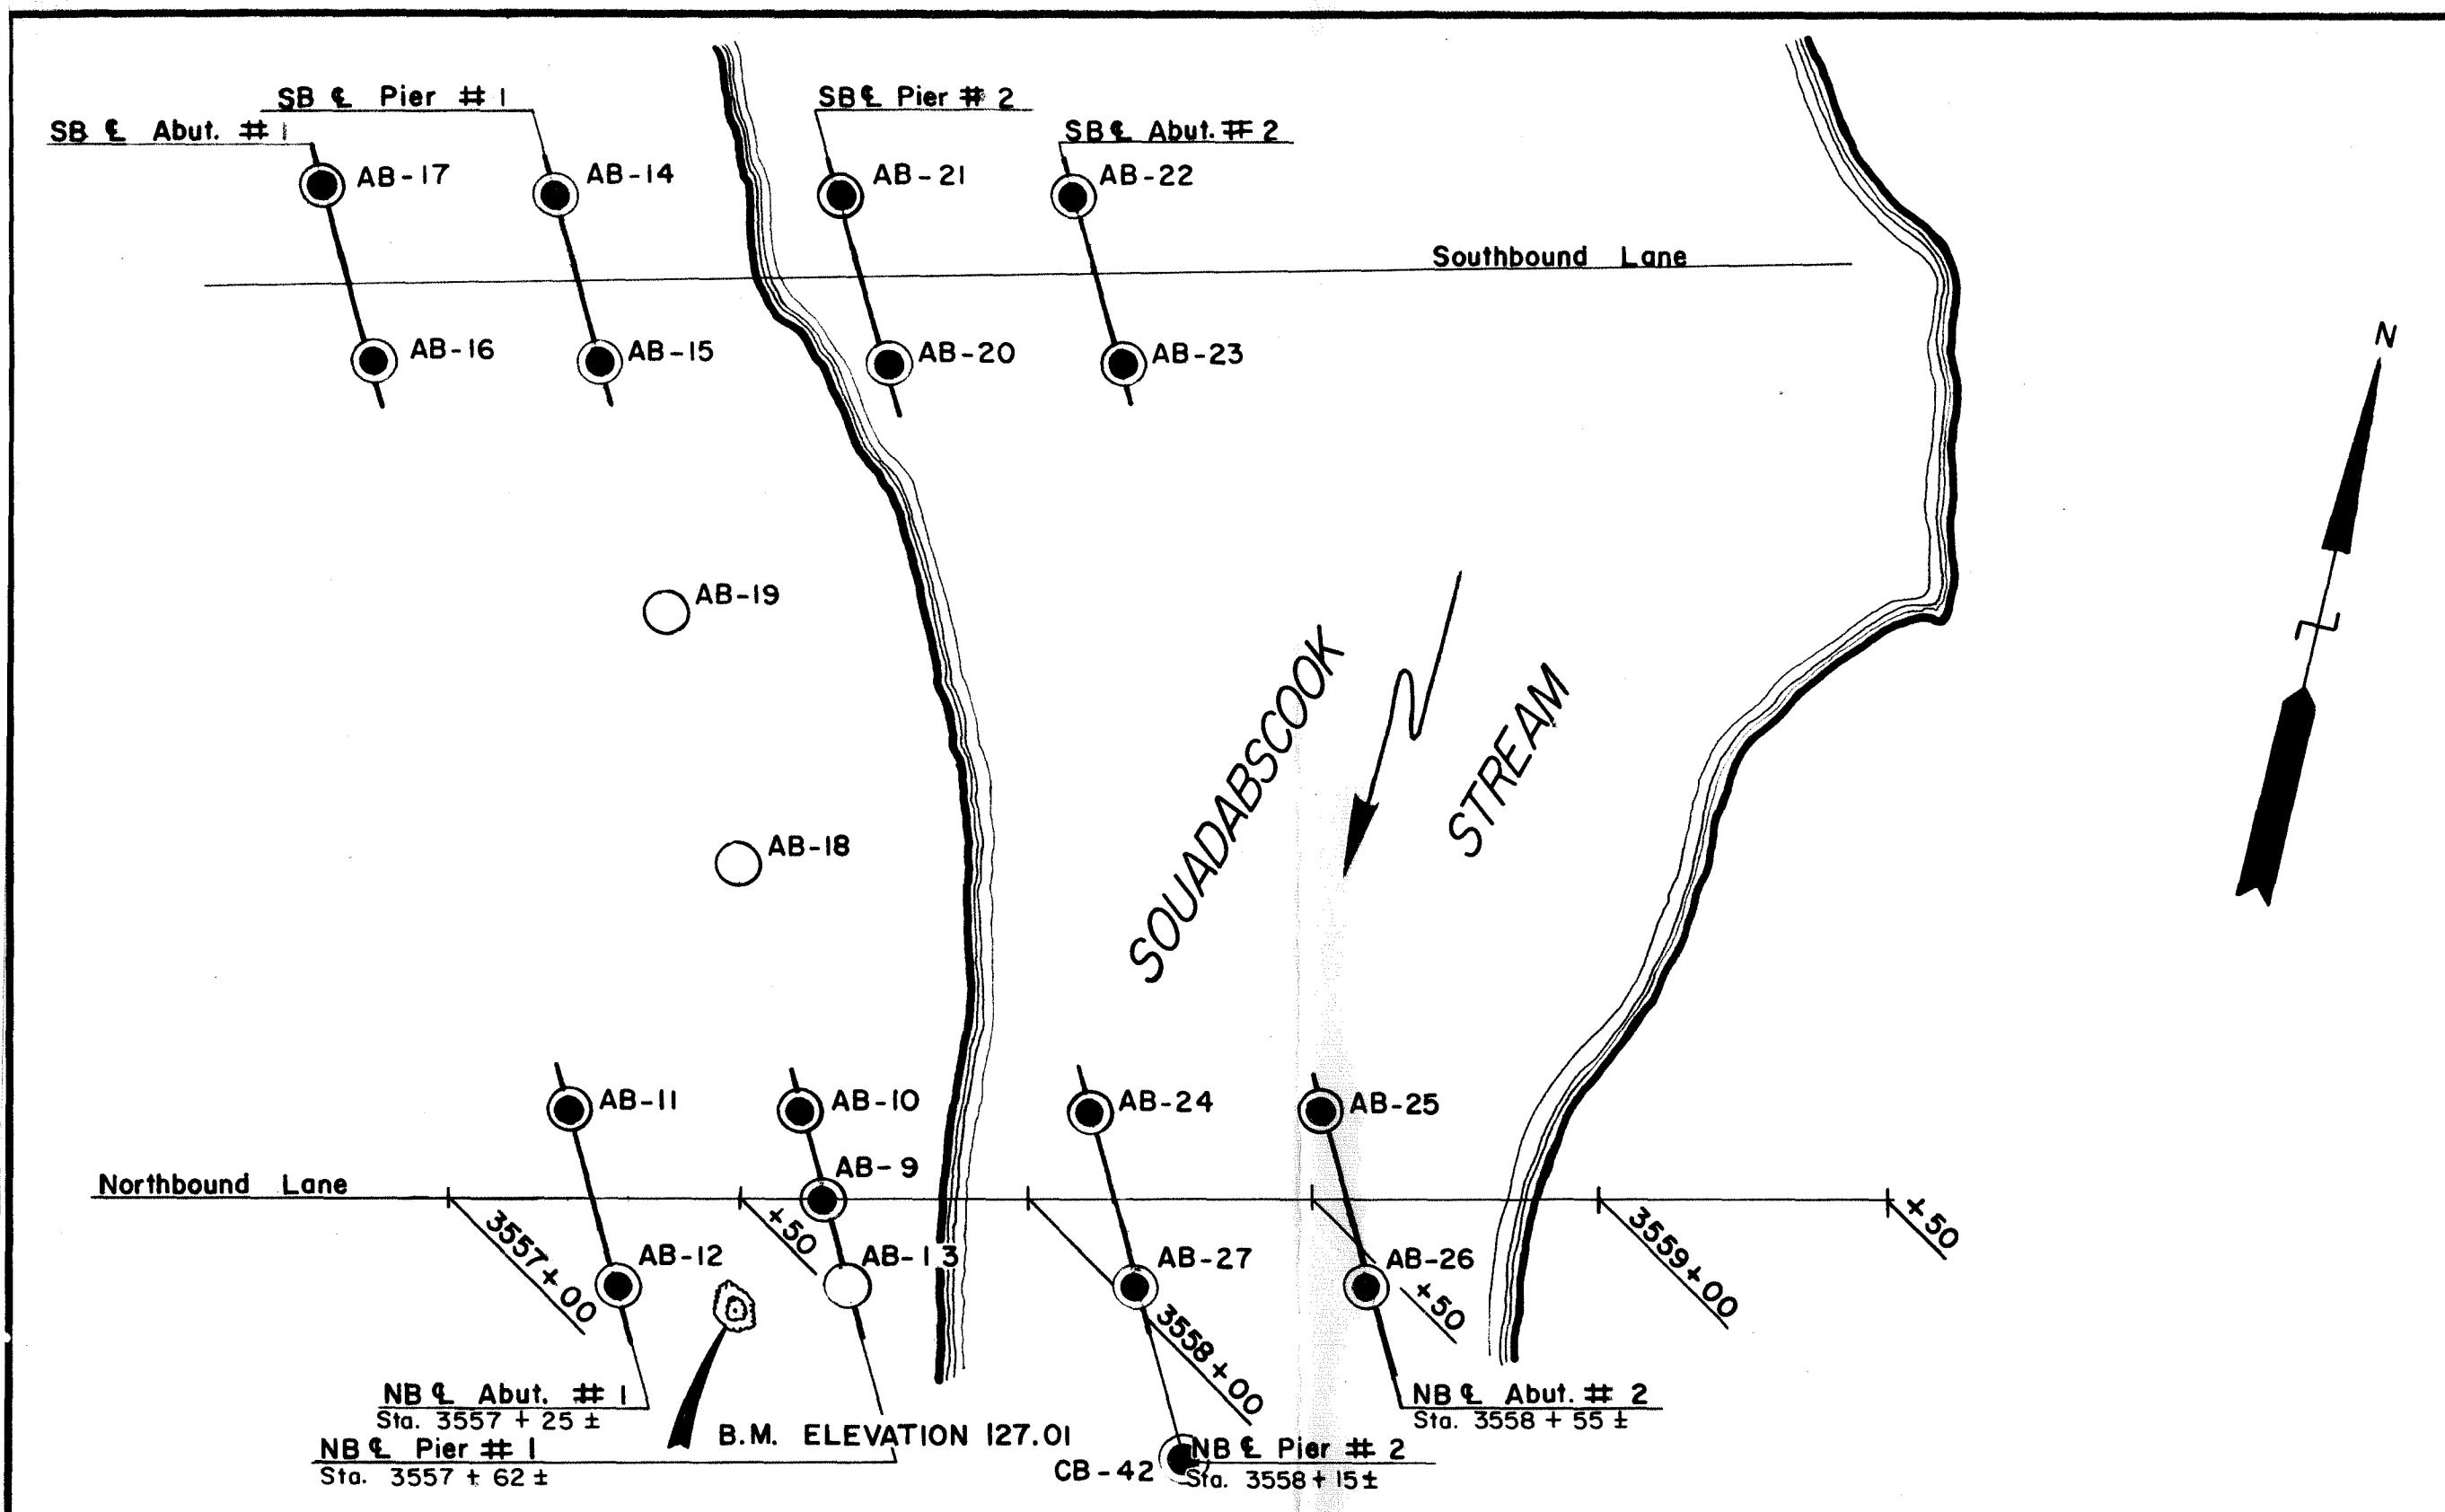 SB ℄ Pier # 1
SB ℄ Pier # 2
SB ℄ Abut. # 1
SB ℄ Abut. # 2
AB-17
AB-14
AB-21
AB-22
Southbound Lane
AB-16
AB-15
AB-20
AB-23
N
AB-19
SOUADABSCOOK
STREAM
AB-18
AB-11
AB-10
AB-24
AB-25
AB-9
Northbound Lane
3557+00
+50
3558+00
+50
3559+00
+50
AB-12
AB-13
AB-27
AB-26
NB ℄ Abut. # 1
Sta. 3557 + 25 ±
NB ℄ Abut. # 2
Sta. 3558 + 55 ±
B.M. ELEVATION 127.01
NB ℄ Pier # 1
Sta. 3557 + 62 ±
CB-42
NB ℄ Pier # 2
Sta. 3558 + 15 ±